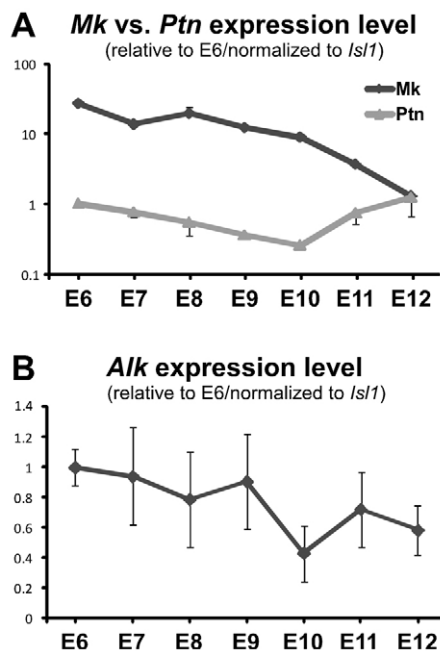 A
Mk vs. Ptn expression level
(relative to E6/normalized to Isl1)
100
10
1
0.1
Mk
Ptn
E6 E7 E8 E9 E10 E11 E12
B
Alk expression level
(relative to E6/normalized to Isl1)
1.4
1.2
1
0.8
0.6
0.4
0.2
0
E6 E7 E8 E9 E10 E11 E12